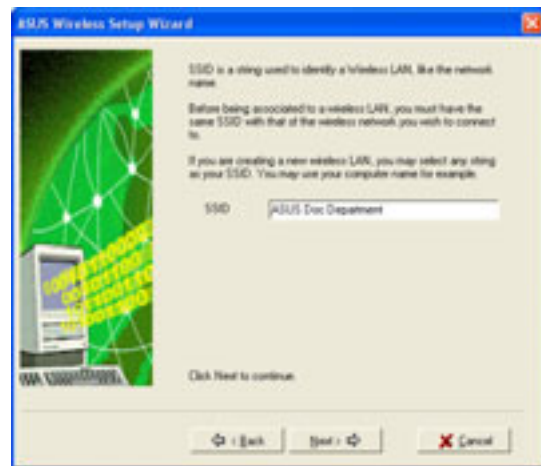 ASUS Wireless Setup Wizard
SSID is a string used to identify a Wireless LAN, like the network
name.
Before being associated to a wireless LAN, you must have the
same SSID with that of the wireless network you wish to connect
to.
If you are creating a new wireless LAN, you may select any string
as your SSID. You may use your computer name for example.
SSID
ASUS Doc Department
Click Next to continue.
< Back
Next >
Cancel